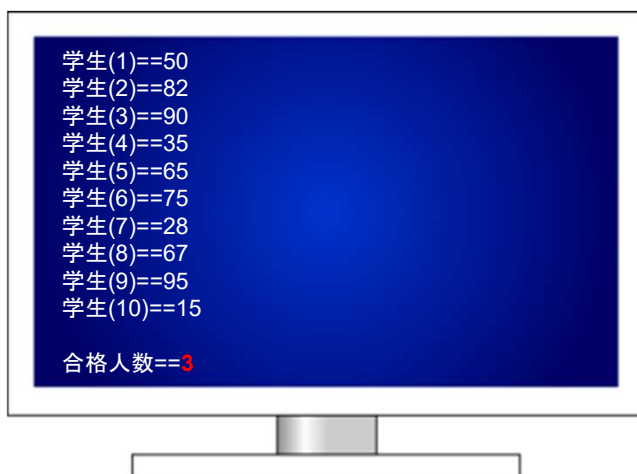 学生(1)==50
学生(2)==82
学生(3)==90
学生(4)==35
学生(5)==65
学生(6)==75
学生(7)==28
学生(8)==67
学生(9)==95
学生(10)==15
合格人数==3